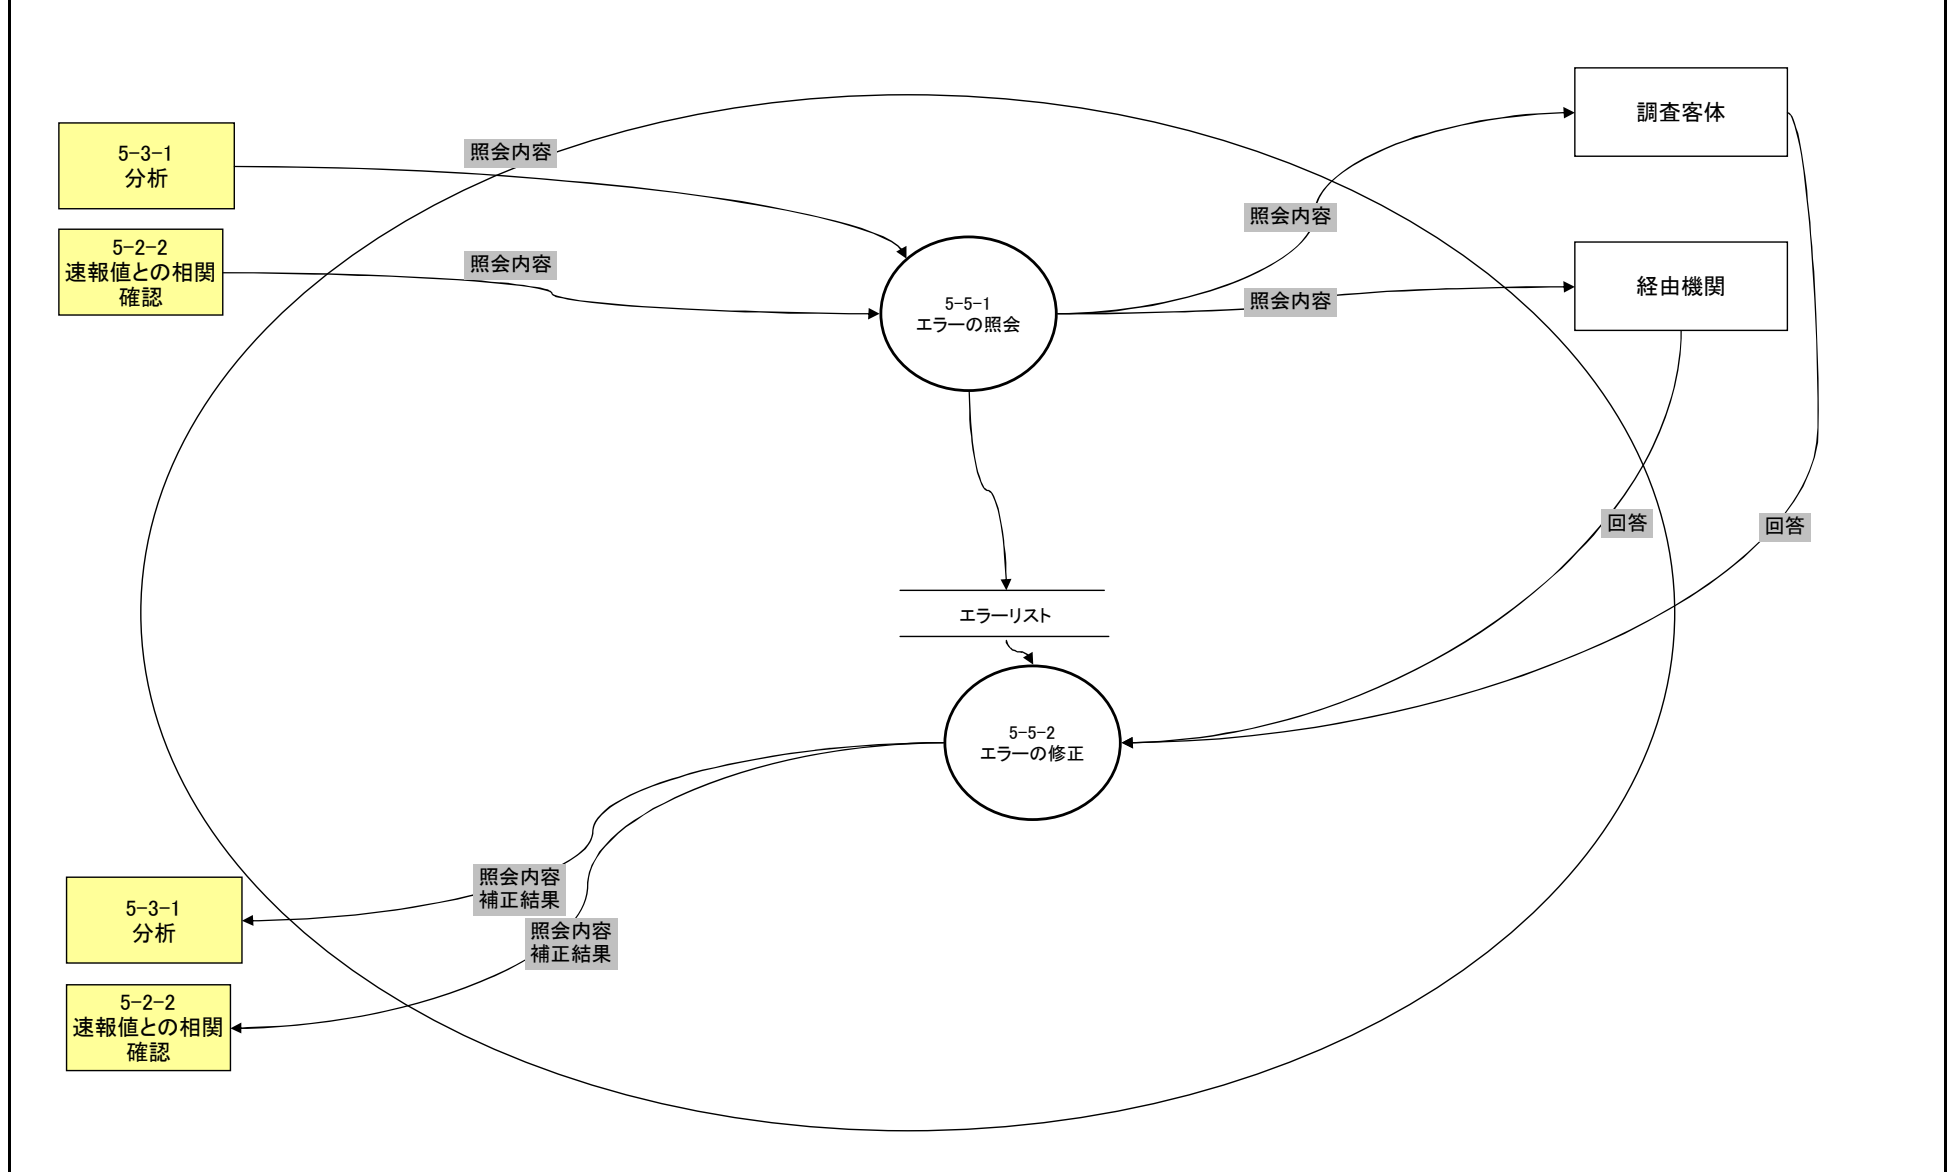 調査客体
5-3-1
分析
照会内容
照会内容
5-2-2
速報値との相関
確認
照会内容
照会内容
経由機関
5-5-1
エラーの照会
回答
回答
エラーリスト
5-5-2
エラーの修正
照会内容
補正結果
5-3-1
分析
照会内容
補正結果
5-2-2
速報値との相関
確認